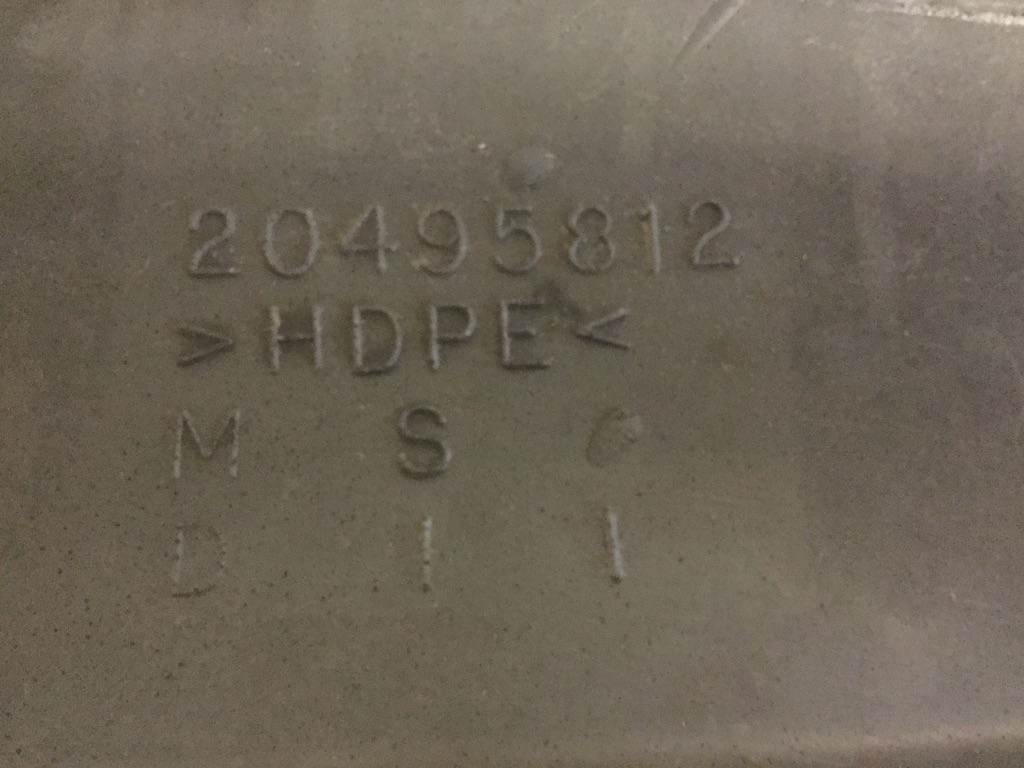 20495812
>HDPE<
M S
D I I